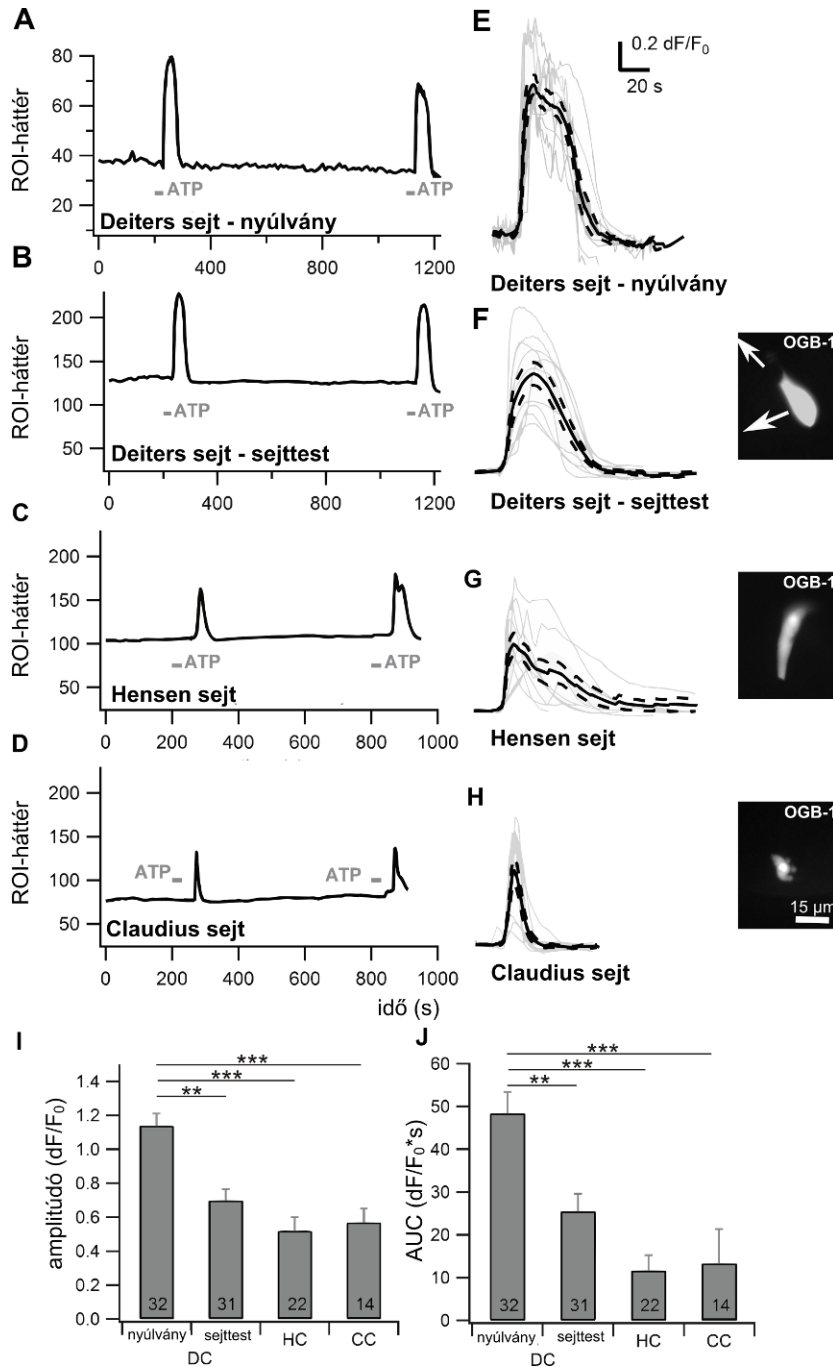 A
ROI-háttér
80
60
40
20
ATP
ATP
Deiters sejt - nyúlvány
0
400
800
1200
B
ROI-háttér
200
150
100
50
ATP
ATP
Deiters sejt - sejttest
0
400
800
1200
C
ROI-háttér
200
150
100
50
ATP
ATP
Hensen sejt
0
200
400
600
800
1000
D
ROI-háttér
200
150
100
50
ATP
ATP
Claudius sejt
0
200
400
600
800
1000
idő (s)
E
0.2 dF/F0
20 s
Deiters sejt - nyúlvány
F
OGB-1
Deiters sejt - sejttest
G
OGB-1
Hensen sejt
H
OGB-1
15 µm
Claudius sejt
I
amplitúdó (dF/F0)
1.4
1.2
1.0
0.8
0.6
0.4
0.2
0.0
***
***
**
32
31
22
14
nyúlvány
sejttest
HC
CC
DC
J
AUC (dF/F0*s)
60
50
40
30
20
10
0
***
***
**
32
31
22
14
nyúlvány
sejttest
HC
CC
DC